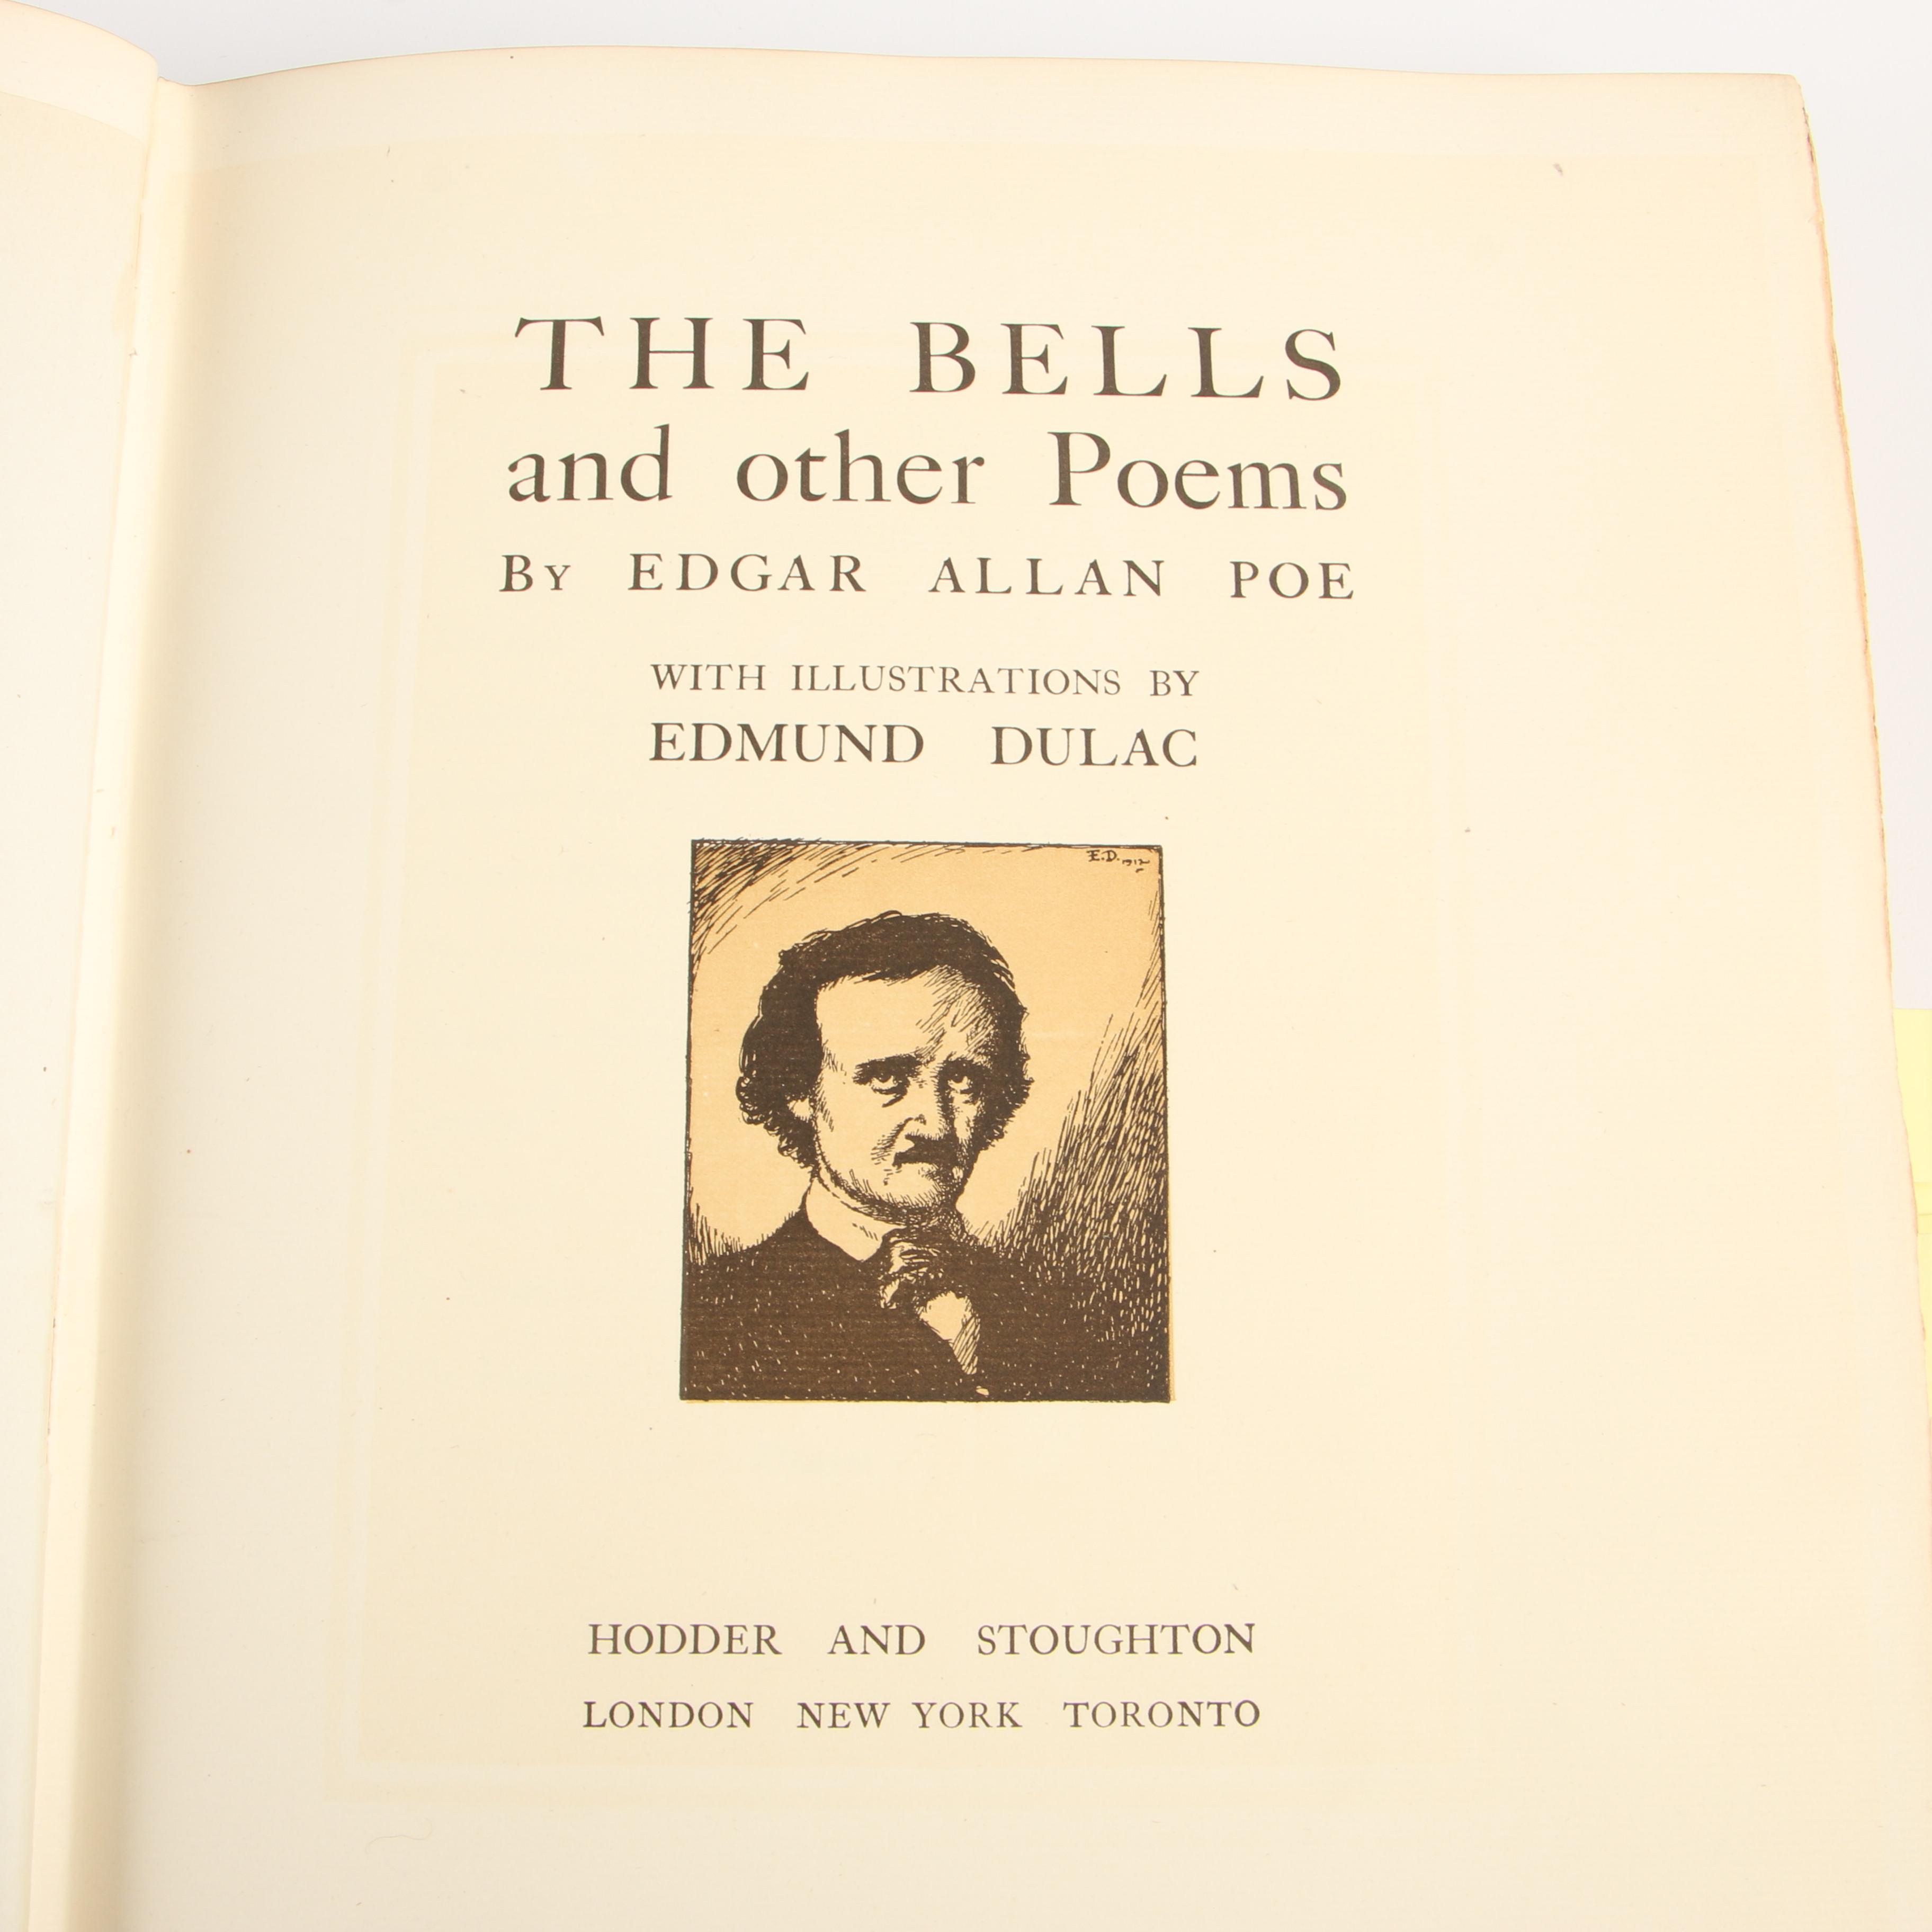 THE BELLS
and other Poems
By EDGAR ALLAN POE
WITH ILLUSTRATIONS BY
EDMUND DULAC
E.D. 1912
HODDER AND STOUGHTON
LONDON NEW YORK TORONTO